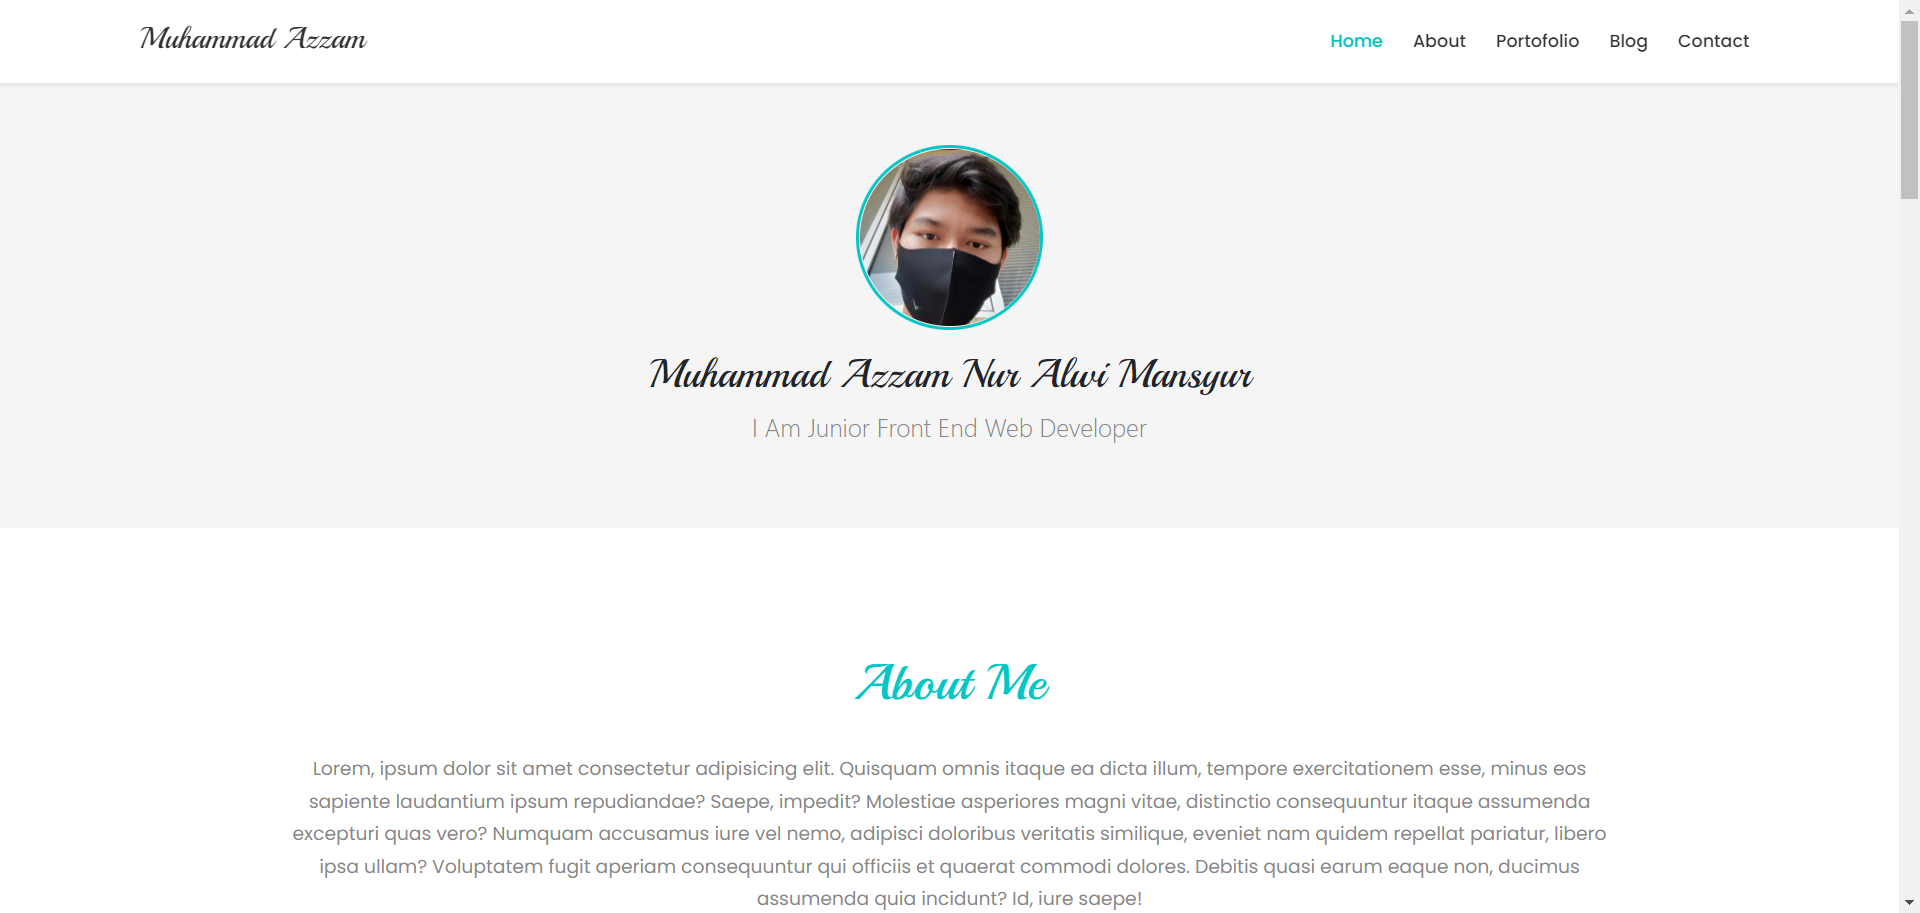 Muhammad Azzam
Home About Portofolio Blog Contact
Muhammad Azzam Nur Alwi Mansyur
I Am Junior Front End Web Developer
About Me
Lorem, ipsum dolor sit amet consectetur adipisicing elit. Quisquam omnis itaque ea dicta illum, tempore exercitationem esse, minus eos
sapiente laudantium ipsum repudiandae? Saepe, impedit? Molestiae asperiores magni vitae, distinctio consequuntur itaque assumenda
excepturi quas vero? Numquam accusamus iure vel nemo, adipisci doloribus veritatis similique, eveniet nam quidem repellat pariatur, libero
ipsa ullam? Voluptatem fugit aperiam consequuntur qui officiis et quaerat commodi dolores. Debitis quasi earum eaque non, ducimus
assumenda quia incidunt? Id, iure saepe!